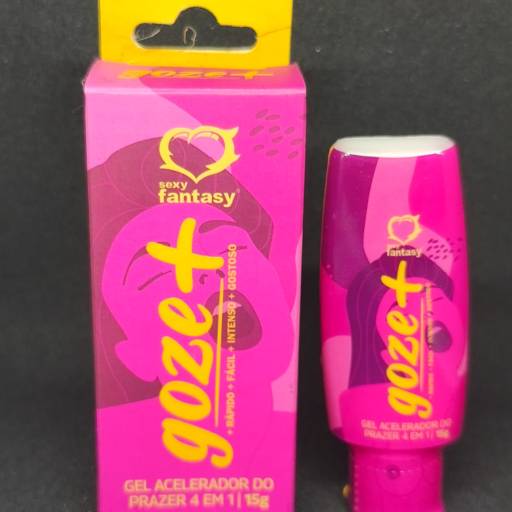 goze+
sexy
fantasy
goze+
+ RÁPIDO + FÁCIL + INTENSO + GOSTOSO
GEL ACELERADOR DO
PRAZER 4 EM 1 | 15g
fantasy
goze+
GEL ACELERADOR DO
PRAZER 4 EM 1 | 15g